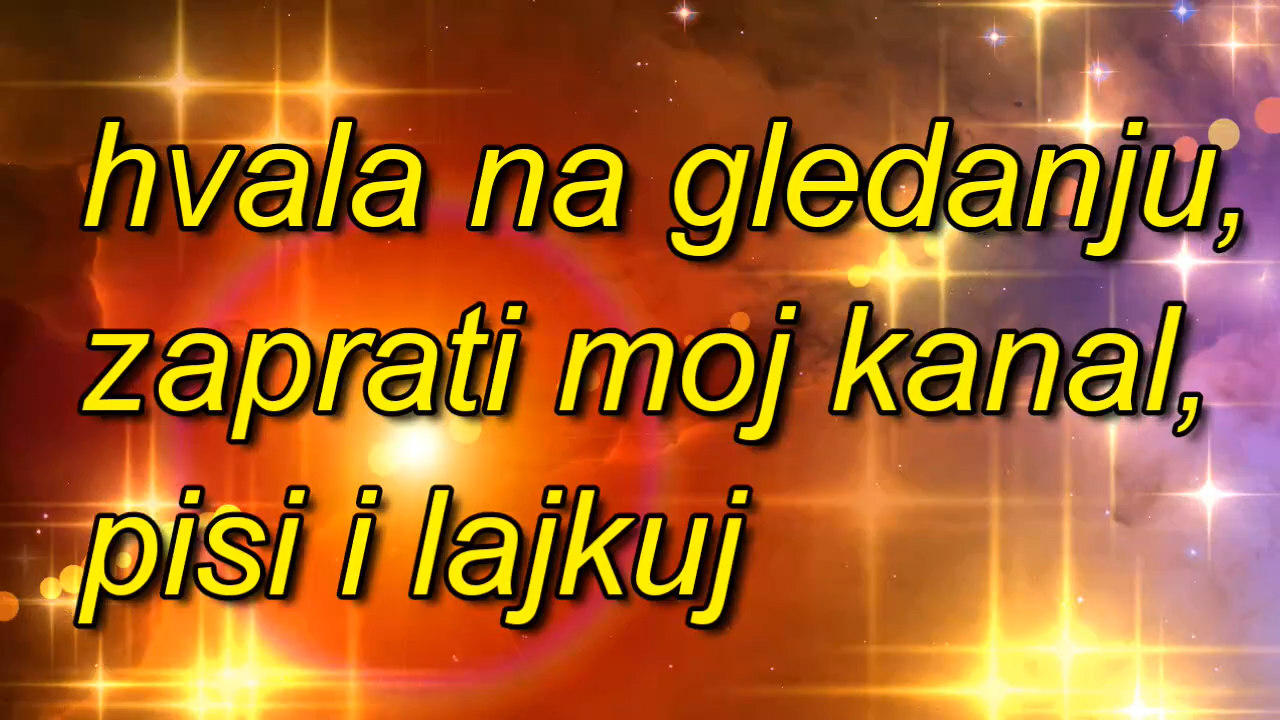 hvala na gledanju,
zaprati moj kanal,
pisi i lajkuj